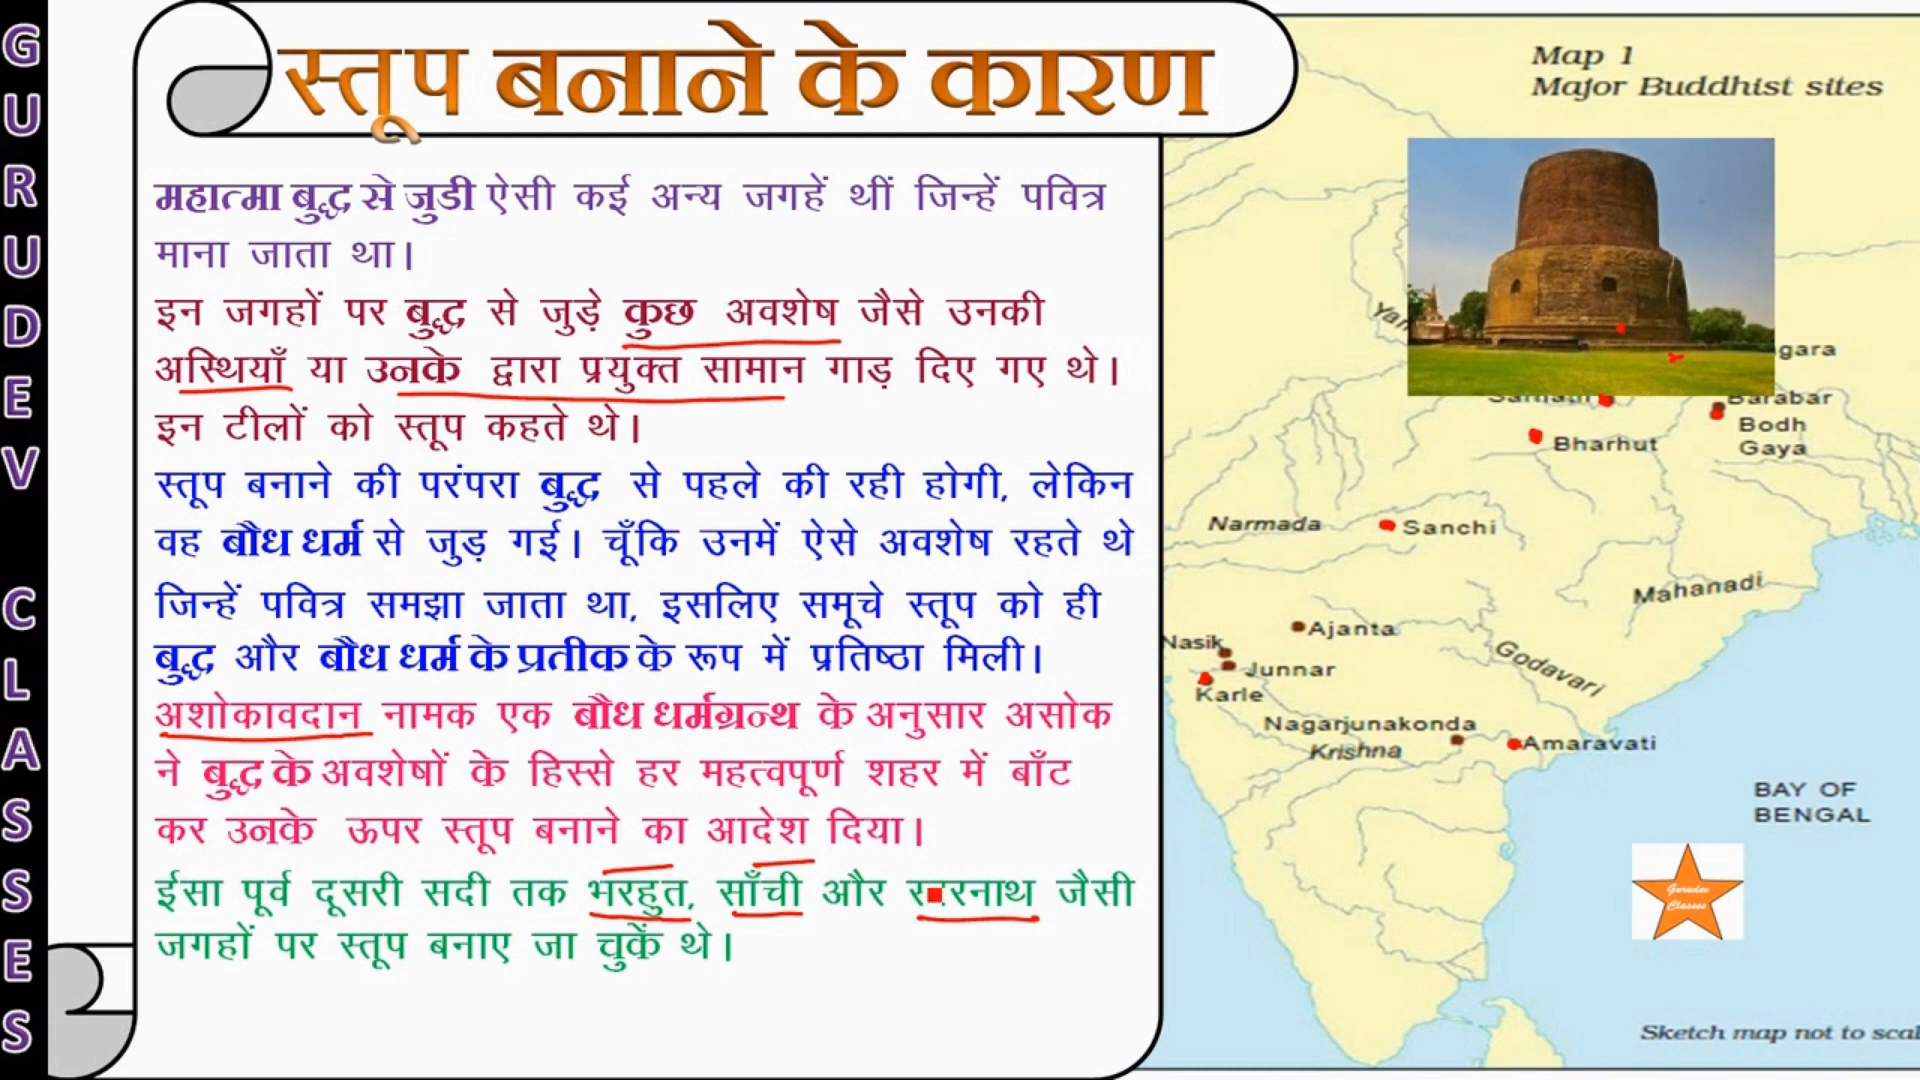 GURUDEV CLASSES
स्तूप बनाने के कारण
महात्मा बुद्ध से जुडी ऐसी कई अन्य जगहें थीं जिन्हें पवित्र
माना जाता था।
इन जगहों पर बुद्ध से जुड़े कुछ अवशेष जैसे उनकी
अस्थियाँ या उनके द्वारा प्रयुक्त सामान गाड़ दिए गए थे।
इन टीलों को स्तूप कहते थे।
स्तूप बनाने की परंपरा बुद्ध से पहले की रही होगी, लेकिन
वह बौध धर्म से जुड़ गई। चूँकि उनमें ऐसे अवशेष रहते थे
जिन्हें पवित्र समझा जाता था, इसलिए समूचे स्तूप को ही
बुद्ध और बौध धर्म के प्रतीक के रूप में प्रतिष्ठा मिली।
अशोकावदान नामक एक बौध धर्मग्रन्थ के अनुसार असोक
ने बुद्ध के अवशेषों के हिस्से हर महत्वपूर्ण शहर में बाँट
कर उनके ऊपर स्तूप बनाने का आदेश दिया।
ईसा पूर्व दूसरी सदी तक भरहुत, साँची और जैसी
जगहों पर स्तूप बनाए जा चुकें थे।
Map 1
Major Buddhist sites
Barabar
Bodh
Gaya
Bharhut
Narmada
Sanchi
Mahanadi
Ajanta
Nasik
Junnar
Godavari
Karle
Nagarjunakonda
Krishna
Amaravati
BAY OF
BENGAL
Gurudev
Classes
Sketch map not to scal